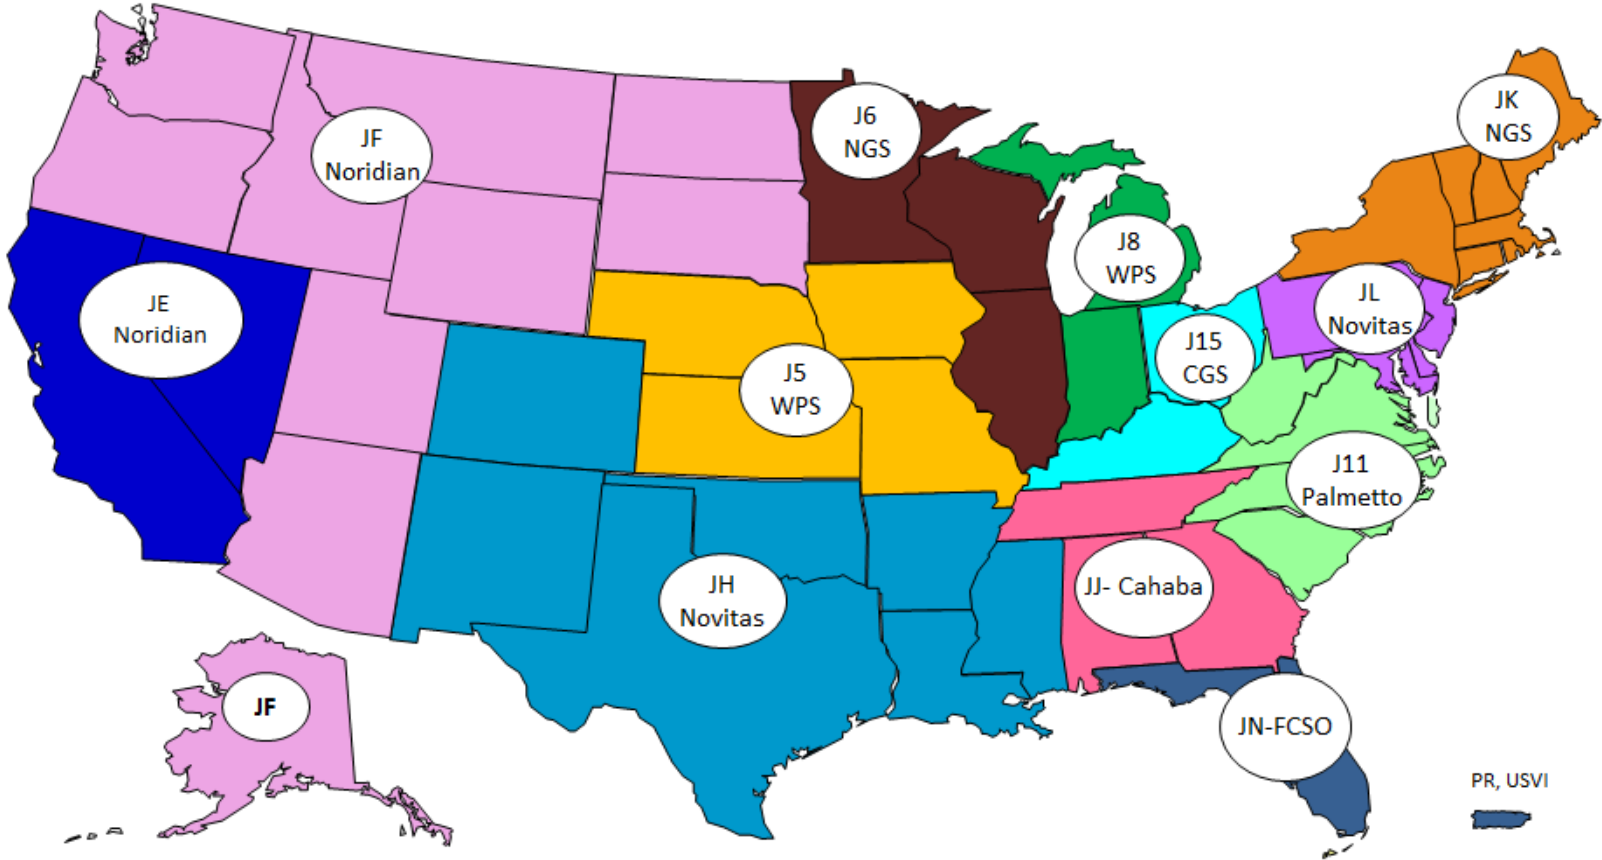 JF
Noridian
J6
NGS
JK
NGS
JE
Noridian
J8
WPS
JL
Novitas
J15
CGS
J5
WPS
J11
Palmetto
JH
Novitas
JJ- Cahaba
JF
JN-FCSO
PR, USVI